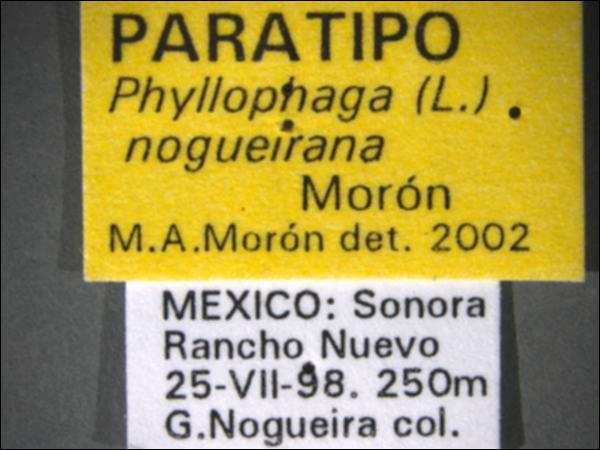 PARATIPO
Phyllophaga (L.)
nogueirana
Morón
M.A.Morón det. 2002
MEXICO: Sonora
Rancho Nuevo
25-VII-98. 250m
G.Nogueira col.